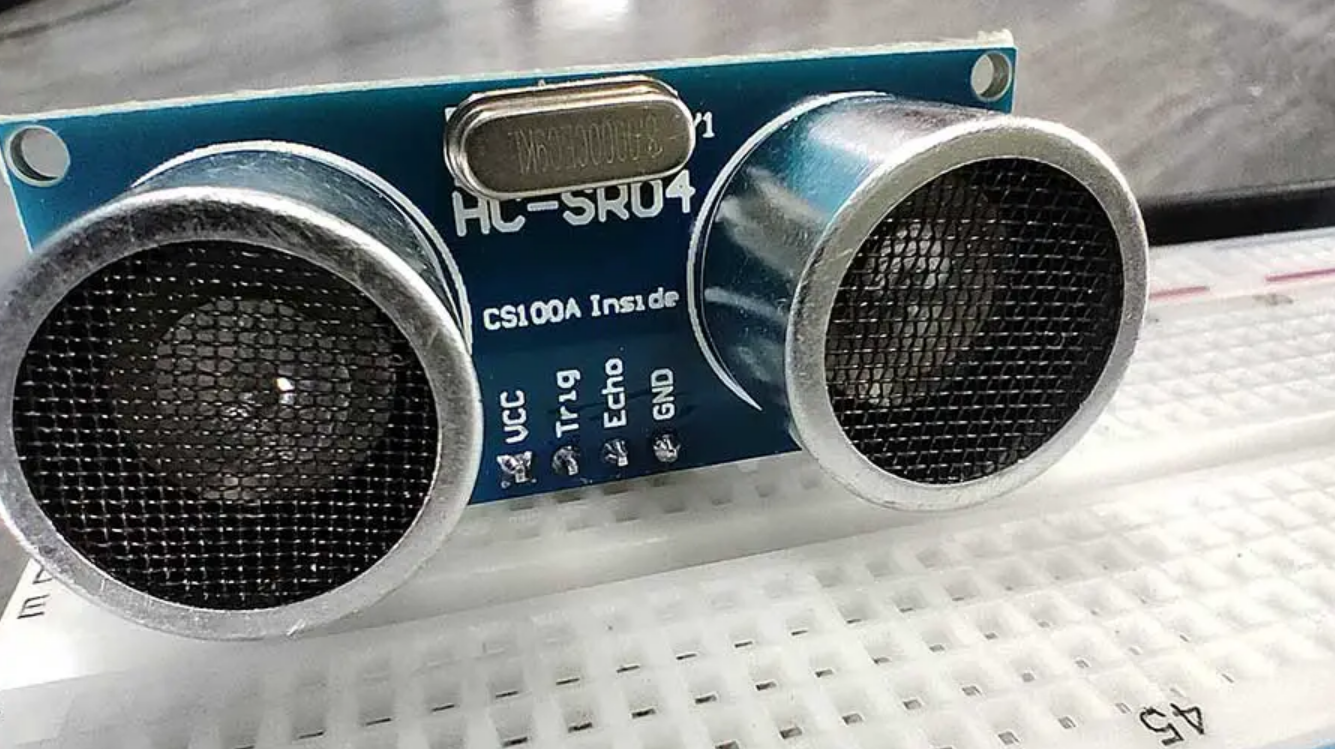 HC-SR04
CS100A Inside
VCC
Trig
Echo
GND
45